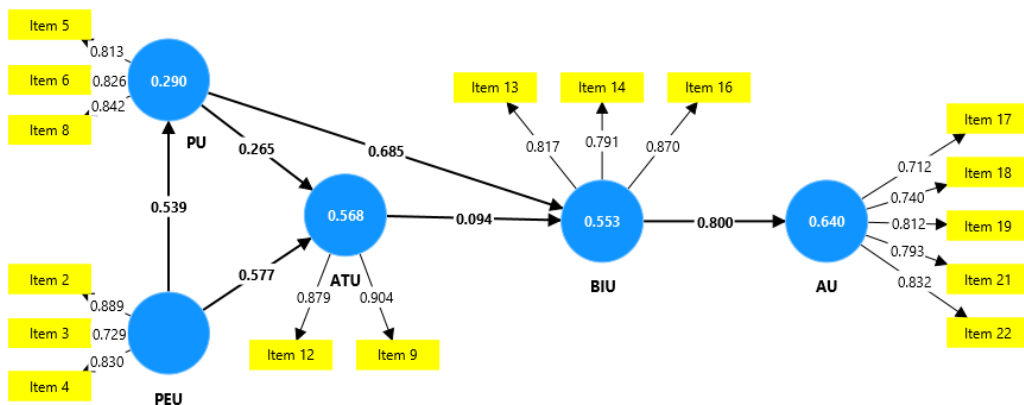 Item 5
0.813
Item 6
0.826
0.842
Item 8
0.290
PU
0.265
0.685
0.539
0.577
Item 2
0.889
Item 3
0.729
0.830
Item 4
PEU
0.568
ATU
0.094
0.879
0.904
Item 12
Item 9
Item 13
Item 14
Item 16
0.817
0.791
0.870
0.553
BIU
0.800
0.640
AU
Item 17
0.712
Item 18
0.740
0.812
Item 19
0.793
Item 21
0.832
Item 22